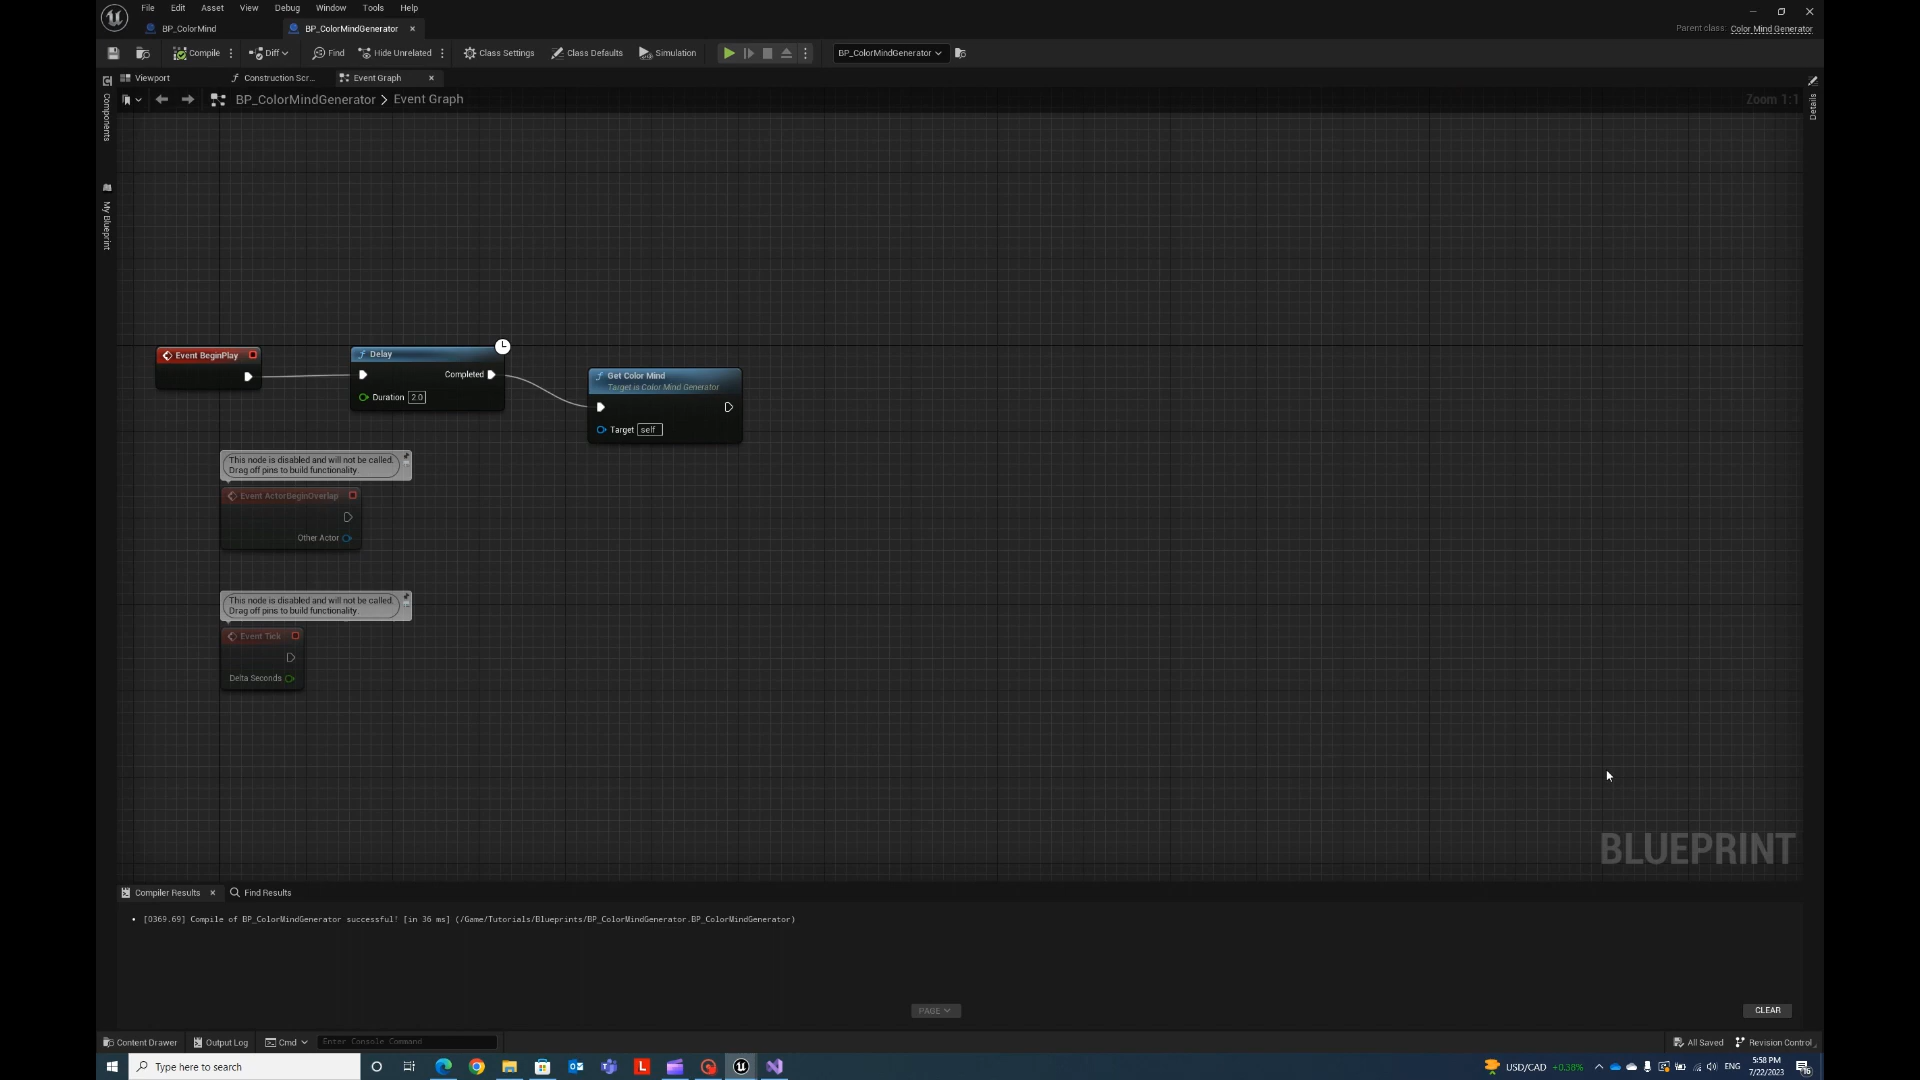 File Edit Asset View Debug Window Tools Help
BP_ColorMind
BP_ColorMindGenerator
Parent class: Color Mind Generator
Compile
Diff
Find
Hide Unrelated
Class Settings
Class Defaults
Simulation
BP_ColorMindGenerator
Viewport
Construction Scr...
Event Graph
BP_ColorMindGenerator > Event Graph
Zoom 1:1
Components
My Blueprint
Details
Event BeginPlay
Delay
Completed
Duration 2.0
Get Color Mind
Target is Color Mind Generator
Target self
This node is disabled and will not be called.
Drag off pins to build functionality.
Event ActorBeginOverlap
Other Actor
This node is disabled and will not be called.
Drag off pins to build functionality.
Event Tick
Delta Seconds
BLUEPRINT
Compiler Results
Find Results
[0369.69] Compile of BP_ColorMindGenerator successful! [in 36 ms] (/Game/Tutorials/Blueprints/BP_ColorMindGenerator.BP_ColorMindGenerator)
PAGE
CLEAR
Content Drawer
Output Log
Cmd
Enter Console Command
All Saved
Revision Control
Type here to search
USD/CAD +0.38%
ENG
5:58 PM
7/22/2023